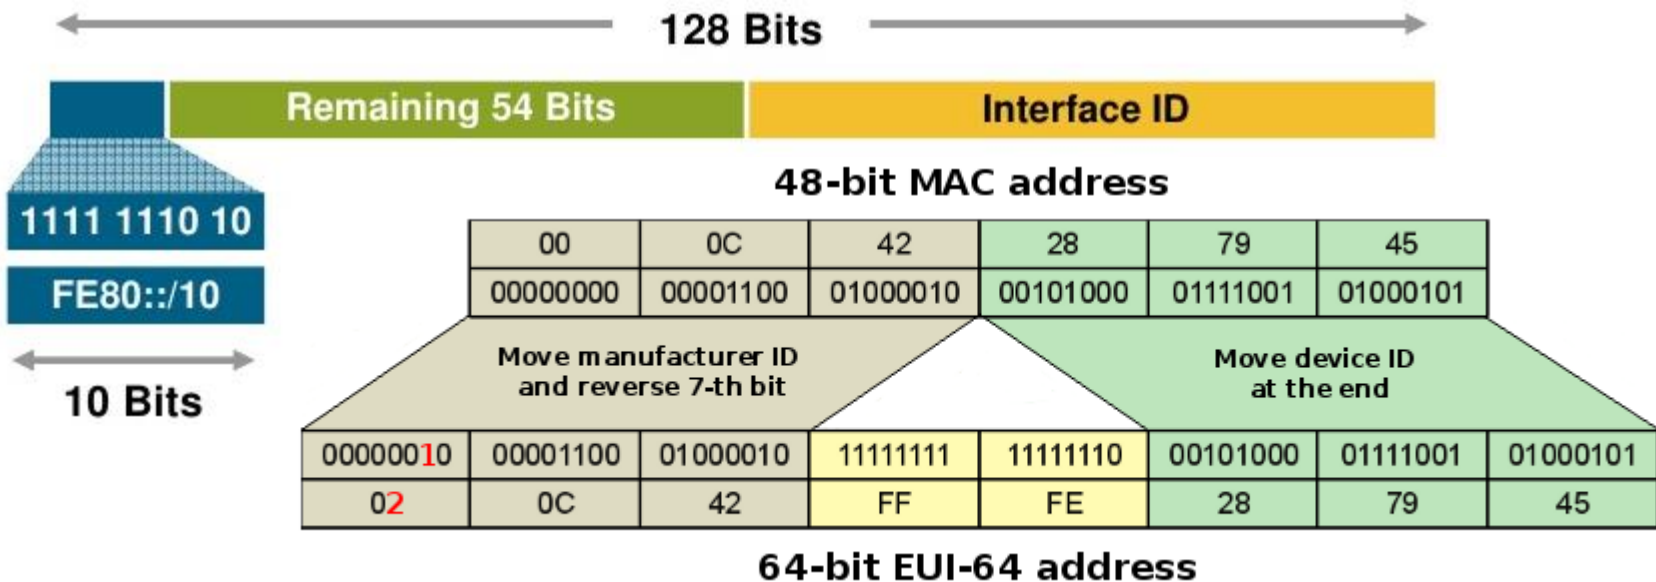 128 Bits
Remaining 54 Bits Interface ID
1111 1110 10
FE80::/10
10 Bits
48-bit MAC address
00 0C 42 28 79 45
00000000 00001100 01000010 00101000 01111001 01000101
Move manufacturer ID
and reverse 7-th bit
Move device ID
at the end
00000010 00001100 01000010 11111111 11111110 00101000 01111001 01000101
02 0C 42 FF FE 28 79 45
64-bit EUI-64 address